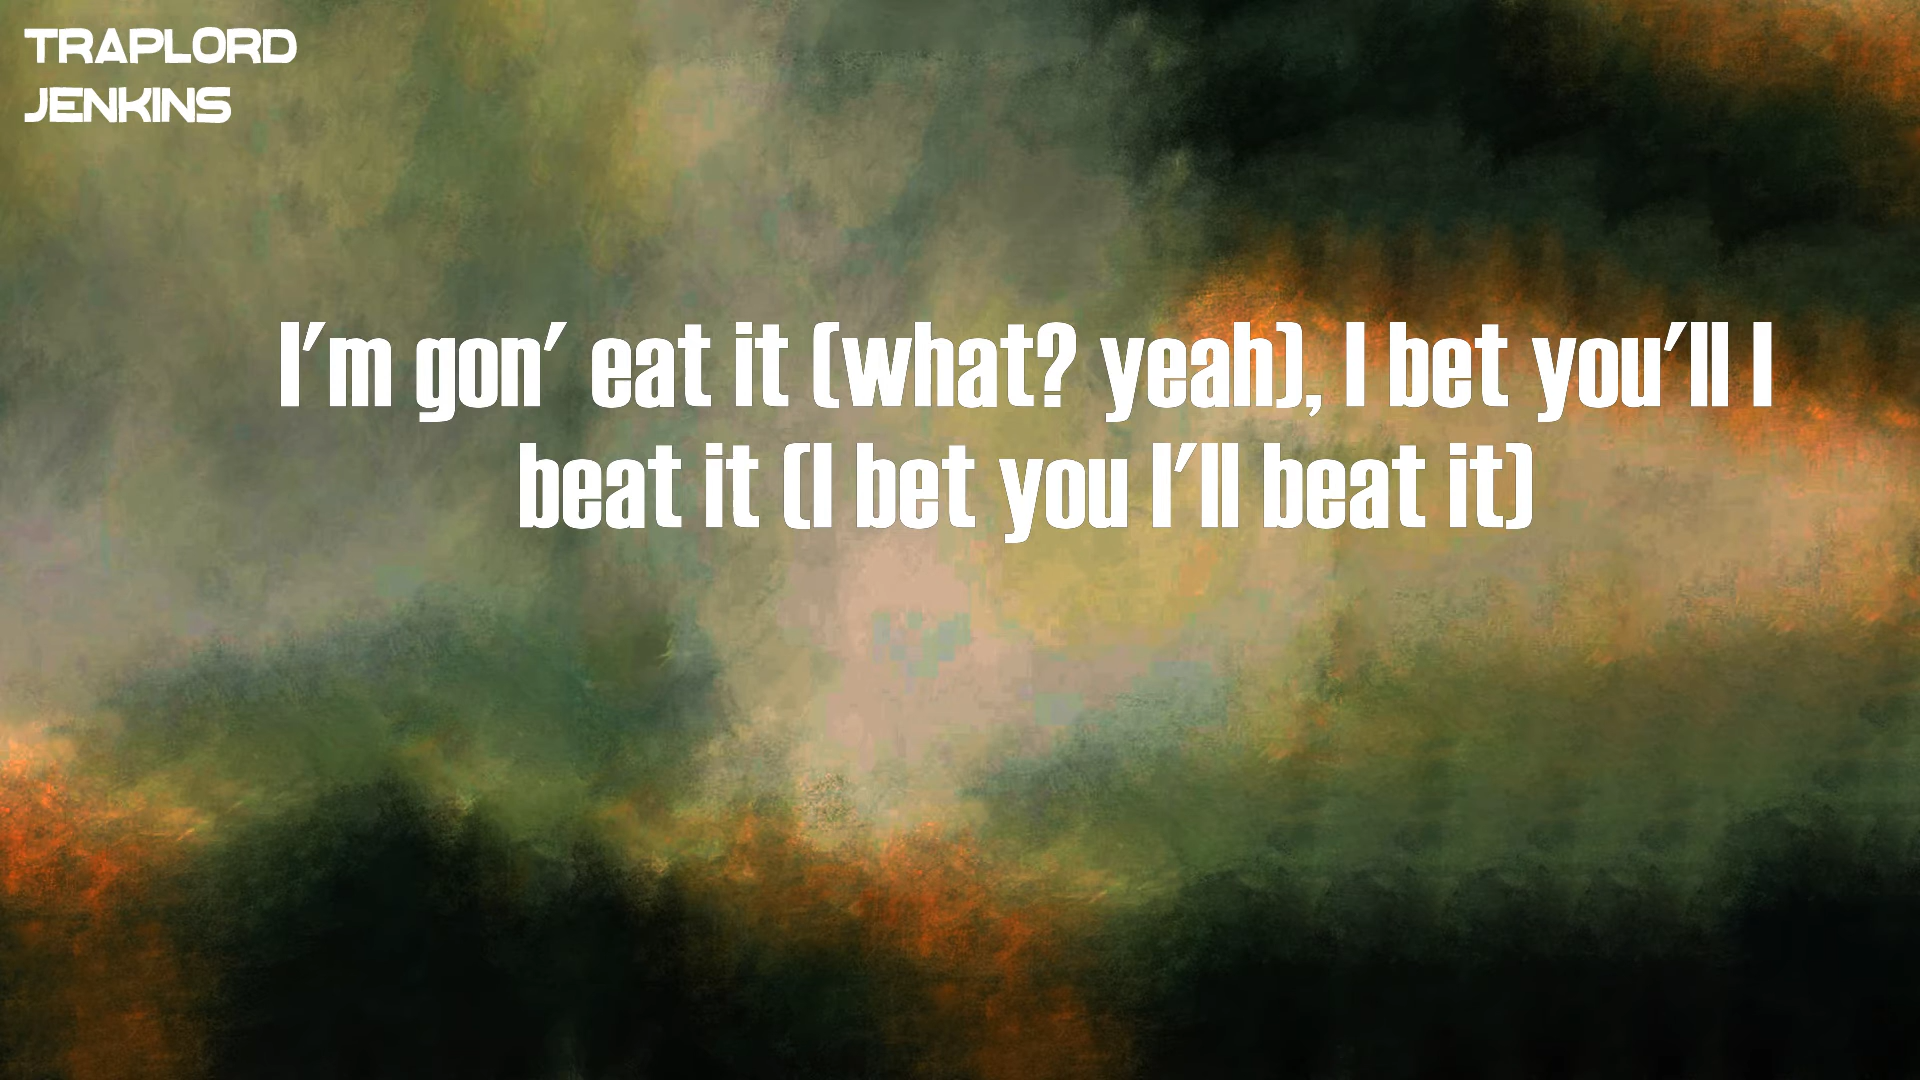 TRAPLORD
JENKINS
I'm gon' eat it (what? yeah), I bet you'll I
beat it (I bet you I'll beat it)